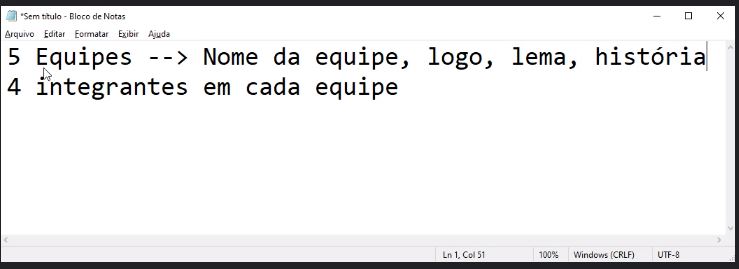 *Sem título - Bloco de Notas
Arquivo Editar Formatar Exibir Ajuda
5 Equipes --> Nome da equipe, logo, lema, história
4 integrantes em cada equipe
Ln 1, Col 51 100% Windows (CRLF) UTF-8